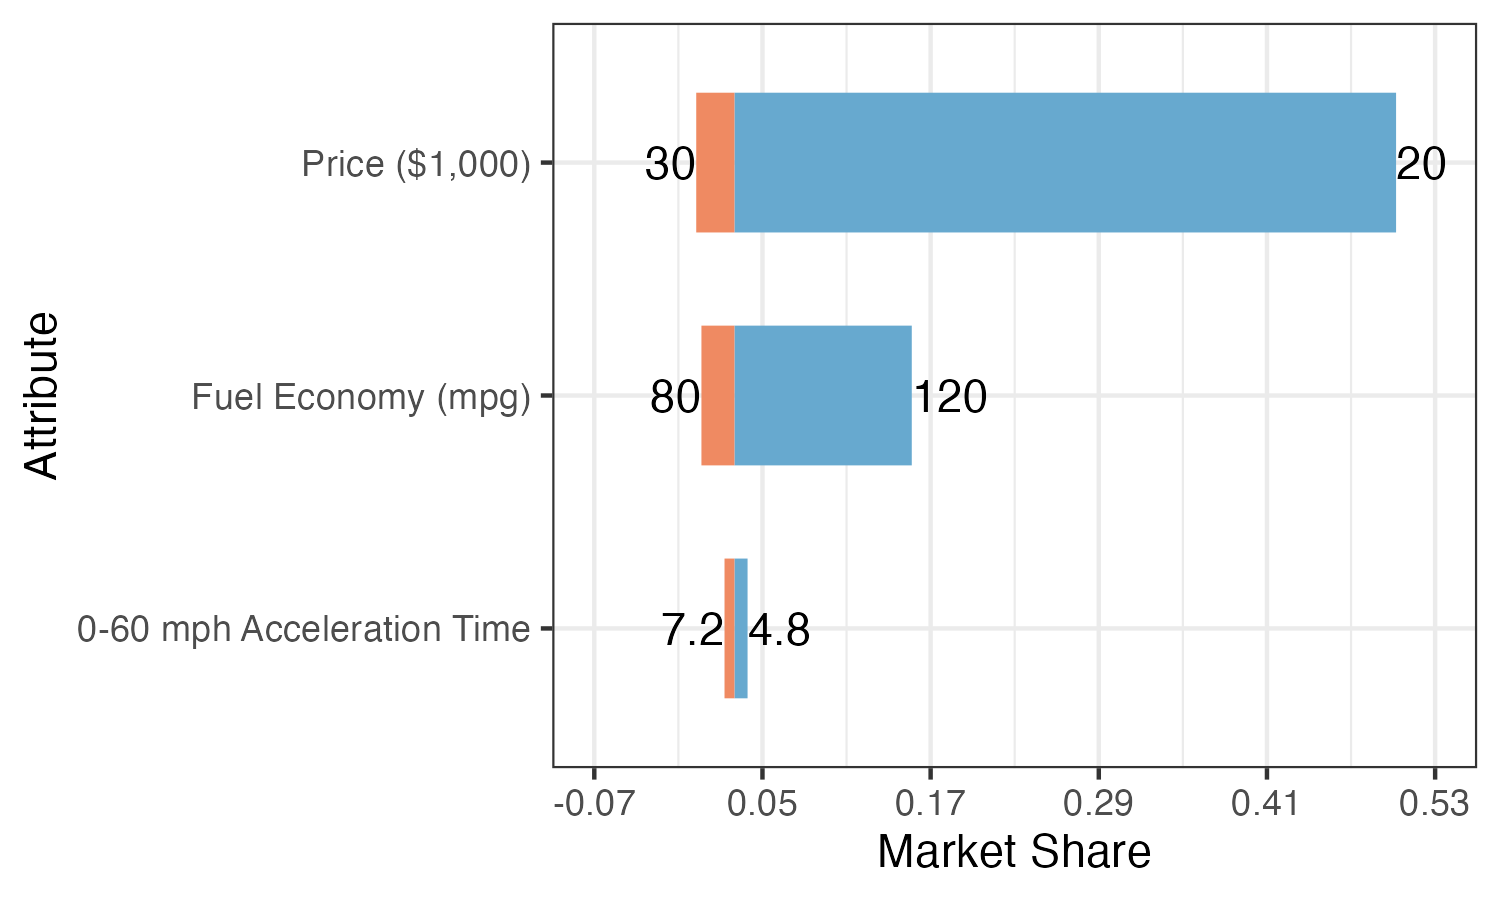 Price ($1,000)
30
20
Fuel Economy (mpg)
80
120
0-60 mph Acceleration Time
7.2
4.8
Attribute
-0.07
0.05
0.17
0.29
0.41
0.53
Market Share